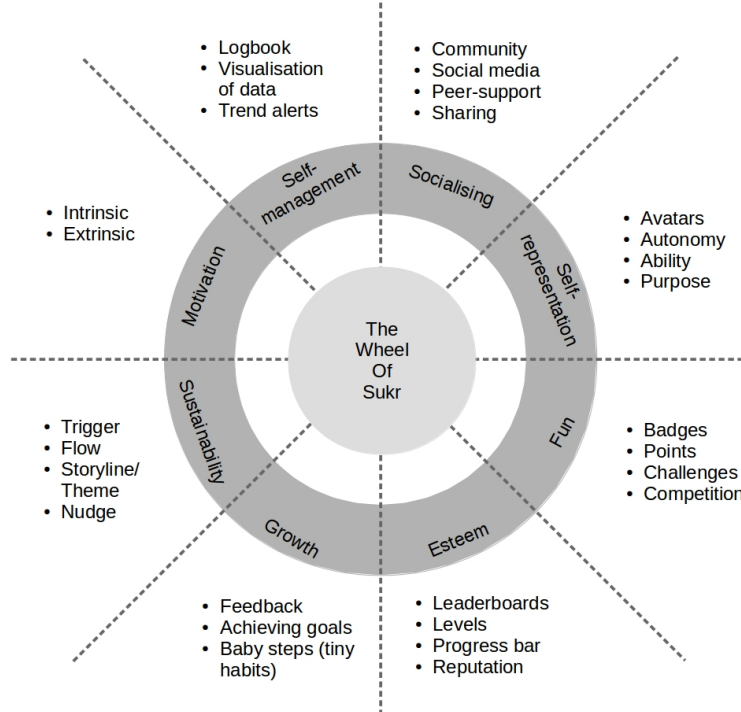 • Logbook
• Visualisation
of data
• Trend alerts
• Community
• Social media
• Peer-support
• Sharing
Self-
management
Socialising
• Intrinsic
• Extrinsic
Motivation
Self-
representation
• Avatars
• Autonomy
• Ability
• Purpose
The
Wheel
Of
Sukr
• Trigger
• Flow
• Storyline/
Theme
• Nudge
Sustainability
Fun
• Badges
• Points
• Challenges
• Competition
Growth
Esteem
• Feedback
• Achieving goals
• Baby steps (tiny
habits)
• Leaderboards
• Levels
• Progress bar
• Reputation